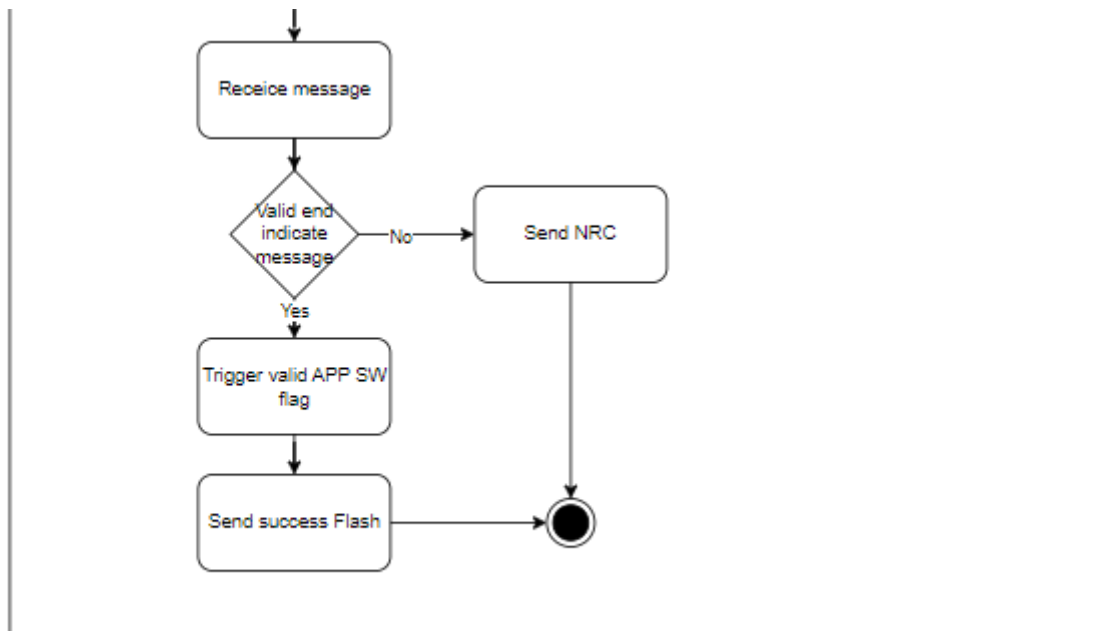 Receice message
Valid end
indicate
message
No
Send NRC
Yes
Trigger valid APP SW
flag
Send success Flash